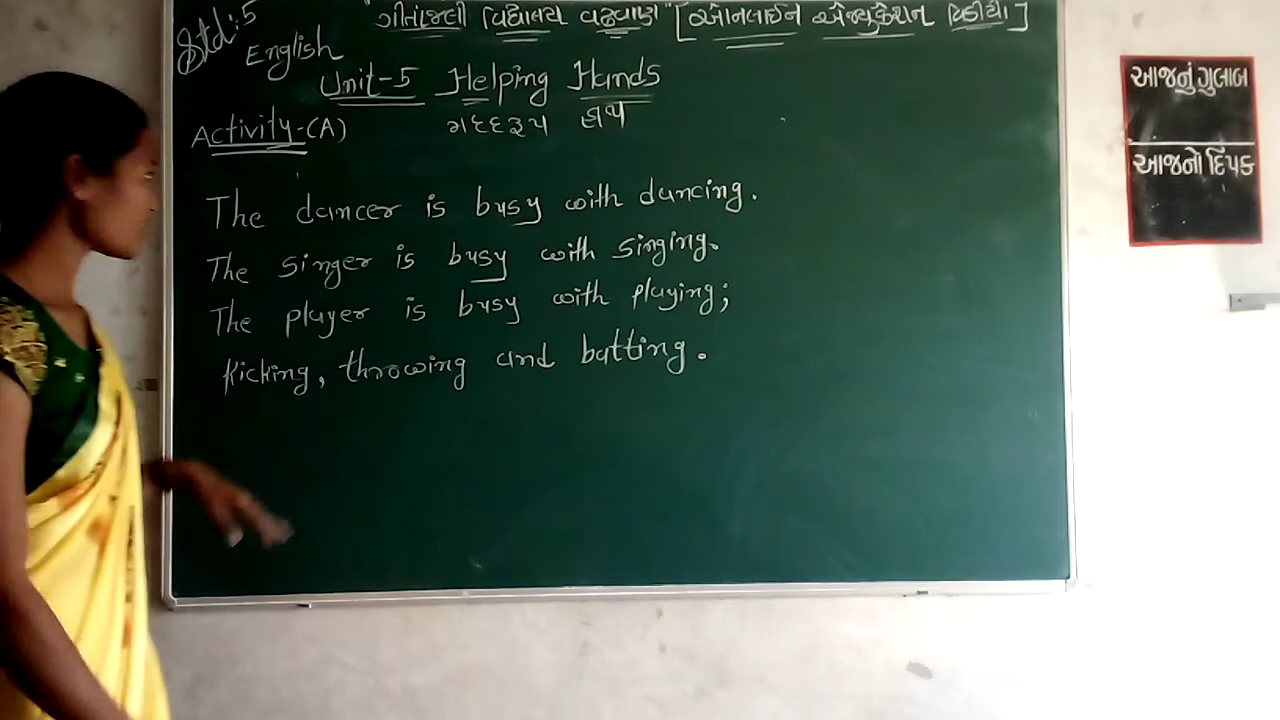 "ગીતાંજલી વિદ્યાલય વઢવાણ" [ઓનલાઈન એજ્યુકેશન વિડીયો]
Std:5
English
Unit-5 Helping Hands
મદદરૂપ હાથ
Activity-(A)
The dancer is busy with dancing.
The singer is busy with singing.
The player is busy with playing;
kicking, throwing and batting.
આજનું ગુલાબ
આજનો દિપક